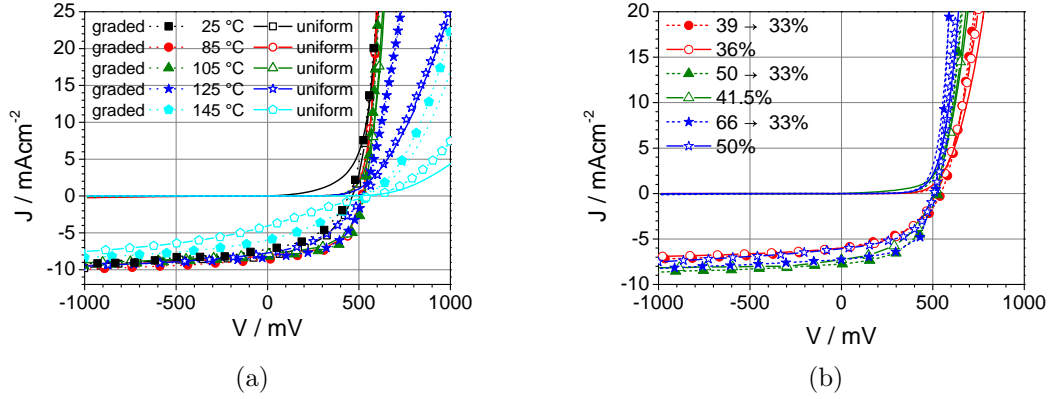 25
20
15
10
5
0
-5
-10
J / mAcm-2
graded 25 °C uniform
graded 85 °C uniform
graded 105 °C uniform
graded 125 °C uniform
graded 145 °C uniform
-1000 -500 0 500 1000
V / mV
(a)
25
20
15
10
5
0
-5
-10
J / mAcm-2
39 → 33%
36%
50 → 33%
41.5%
66 → 33%
50%
-1000 -500 0 500 1000
V / mV
(b)